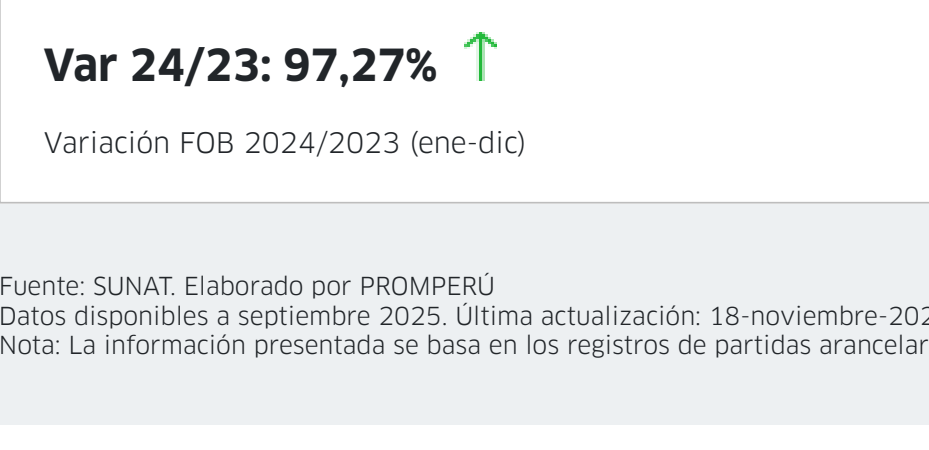 Var 24/23: 97,27%
Variación FOB 2024/2023 (ene-dic)
Fuente: SUNAT. Elaborado por PROMPERÚ
Datos disponibles a septiembre 2025. Última actualización: 18-noviembre-202
Nota: La información presentada se basa en los registros de partidas arancelar